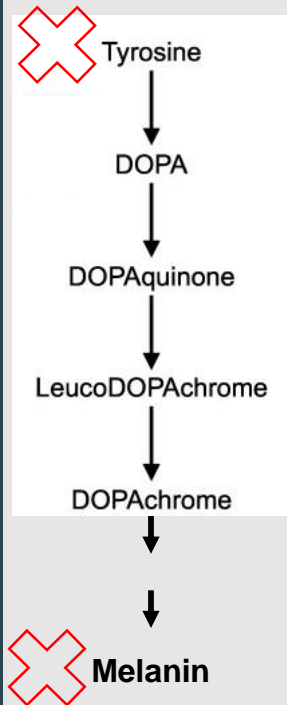 Tyrosine
DOPA
DOPAquinone
LeucoDOPAchrome
DOPAchrome
Melanin